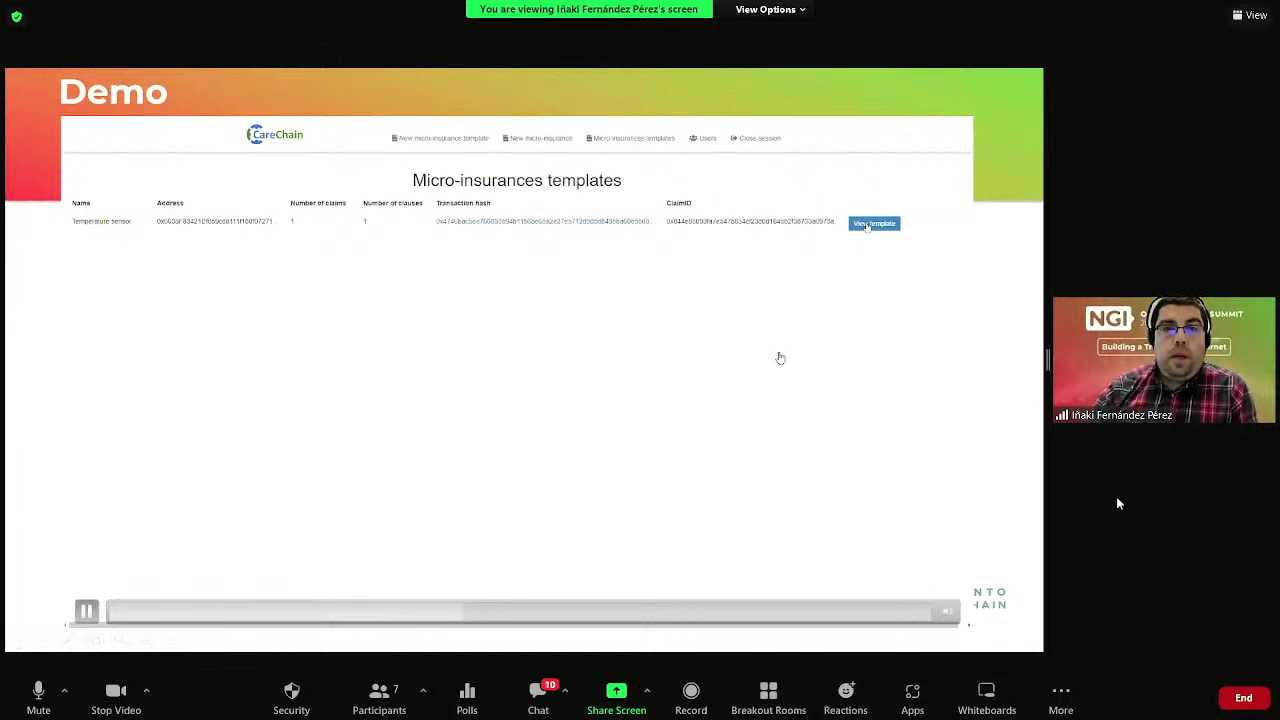 You are viewing Iñaki Fernández Pérez's screen
View Options
View
Demo
CareChain
New micro-insurance template
New micro-insurance
Micro-insurances templates
Users
Close session
Micro-insurances templates
Name
Address
Number of claims
Number of clauses
Transaction hash
ClaimID
Temperature sensor
1
1
View template
NGI
SUMMIT
Building a
Iñaki Fernández Pérez
NTO
HAIN
Mute
Stop Video
Security
Participants
7
Polls
Chat
10
Share Screen
Record
Breakout Rooms
Reactions
Apps
Whiteboards
More
End